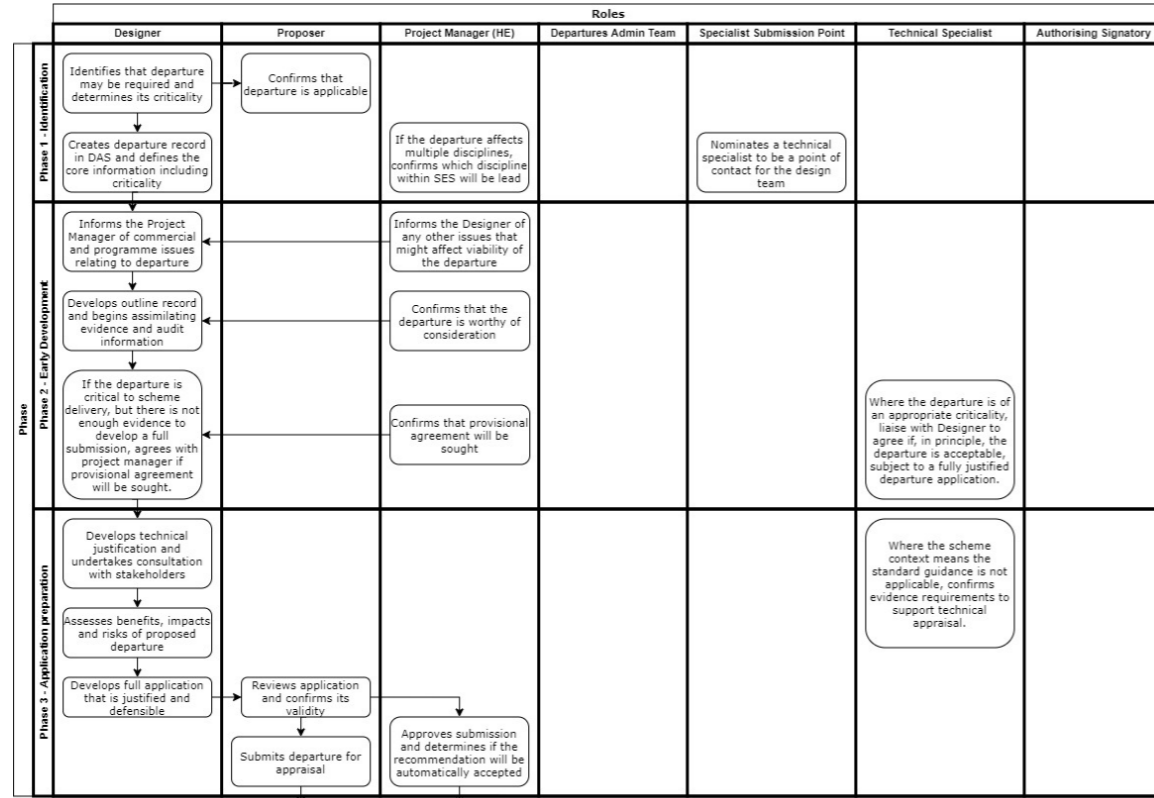 Roles
Designer
Proposer
Project Manager (HE)
Departures Admin Team
Specialist Submission Point
Technical Specialist
Authorising Signatory
Phase
Phase 1 - Identification
Identifies that departure
may be required and
determines its criticality
Confirms that
departure is applicable
Creates departure record
in DAS and defines the
core information including
criticality
If the departure affects
multiple disciplines,
confirms which discipline
within SES will be lead
Nominates a technical
specialist to be a point of
contact for the design
team
Phase 2 - Early Development
Informs the Project
Manager of commercial
and programme issues
relating to departure
Informs the Designer of
any other issues that
might affect viability of
the departure
Develops outline record
and begins assimilating
evidence and audit
information
Confirms that the
departure is worthy of
consideration
If the departure is
critical to scheme
delivery, but there is not
enough evidence to
develop a full
submission, agrees with
project manager if
provisional agreement
will be sought.
Confirms that provisional
agreement will be
sought
Where the departure is of
an appropriate criticality,
liaise with Designer to
agree if, in principle, the
departure is acceptable,
subject to a fully justified
departure application.
Phase 3 - Application preparation
Develops technical
justification and
undertakes consultation
with stakeholders
Where the scheme
context means the
standard guidance is not
applicable, confirms
evidence requirements to
support technical
appraisal.
Assesses benefits, impacts
and risks of proposed
departure
Develops full application
that is justified and
defensible
Reviews application
and confirms its
validity
Submits departure for
appraisal
Approves submission
and determines if the
recommendation will be
automatically accepted